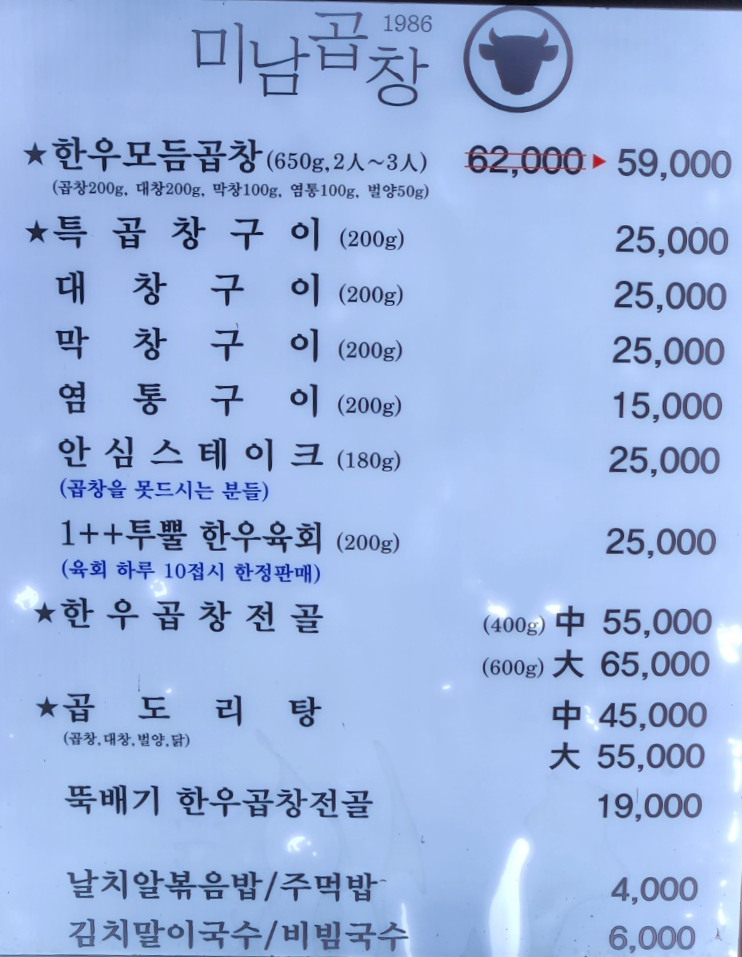 미남곱창 1986
★한우모듬곱창(650g,2人~3人) 62,000 ▶ 59,000
(곱창200g, 대창200g, 막창100g, 염통100g, 벌양50g)
★특곱창구이 (200g) 25,000
대창구이 (200g) 25,000
막창구이 (200g) 25,000
염통구이 (200g) 15,000
안심스테이크 (180g) 25,000
(곱창을 못드시는 분들)
1++투뿔 한우육회 (200g) 25,000
(육회 하루 10접시 한정판매)
★한우곱창전골 (400g) 中 55,000
(600g) 大 65,000
★곱도리탕 中 45,000
(곱창,대창,벌양,닭)
大 55,000
뚝배기 한우곱창전골 19,000
날치알볶음밥/주먹밥 4,000
김치말이국수/비빔국수 6,000